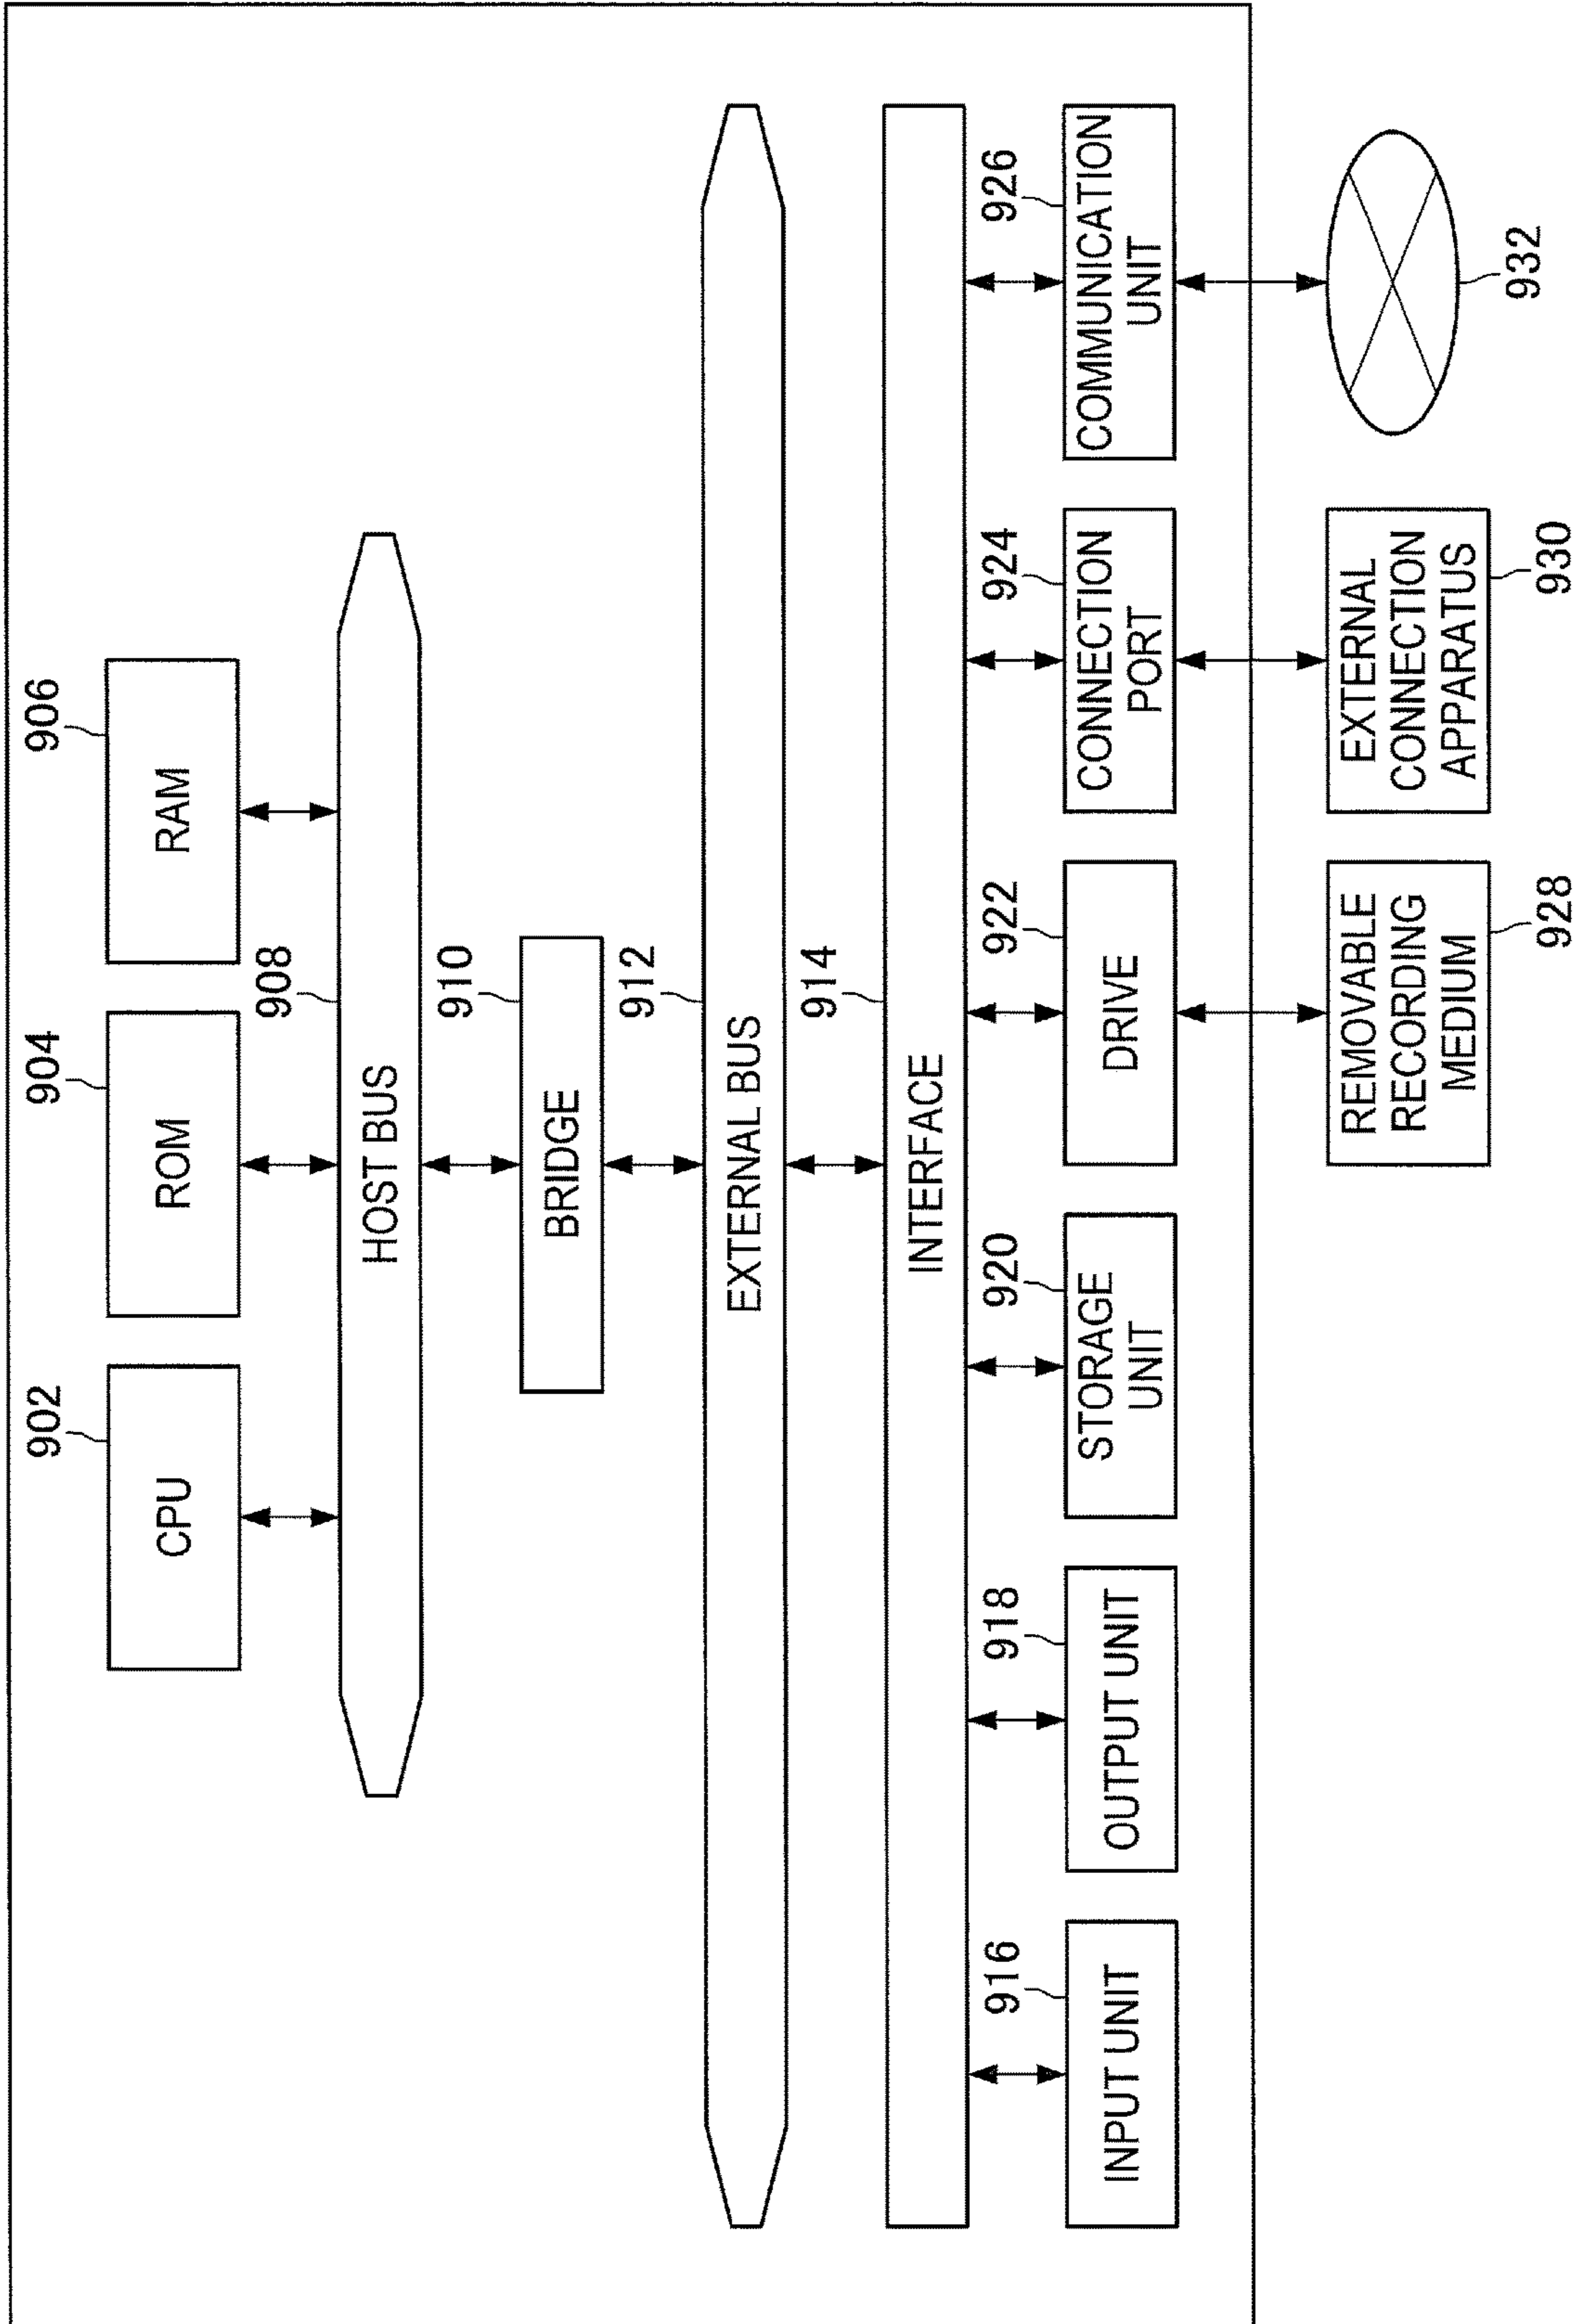 902
904
906
CPU
ROM
RAM
908
HOST BUS
910
BRIDGE
912
EXTERNAL BUS
914
INTERFACE
916
918
920
922
924
926
INPUT UNIT
OUTPUT UNIT
STORAGE
UNIT
DRIVE
CONNECTION
PORT
COMMUNICATION
UNIT
REMOVABLE
RECORDING
MEDIUM
928
EXTERNAL
CONNECTION
APPARATUS
930
932